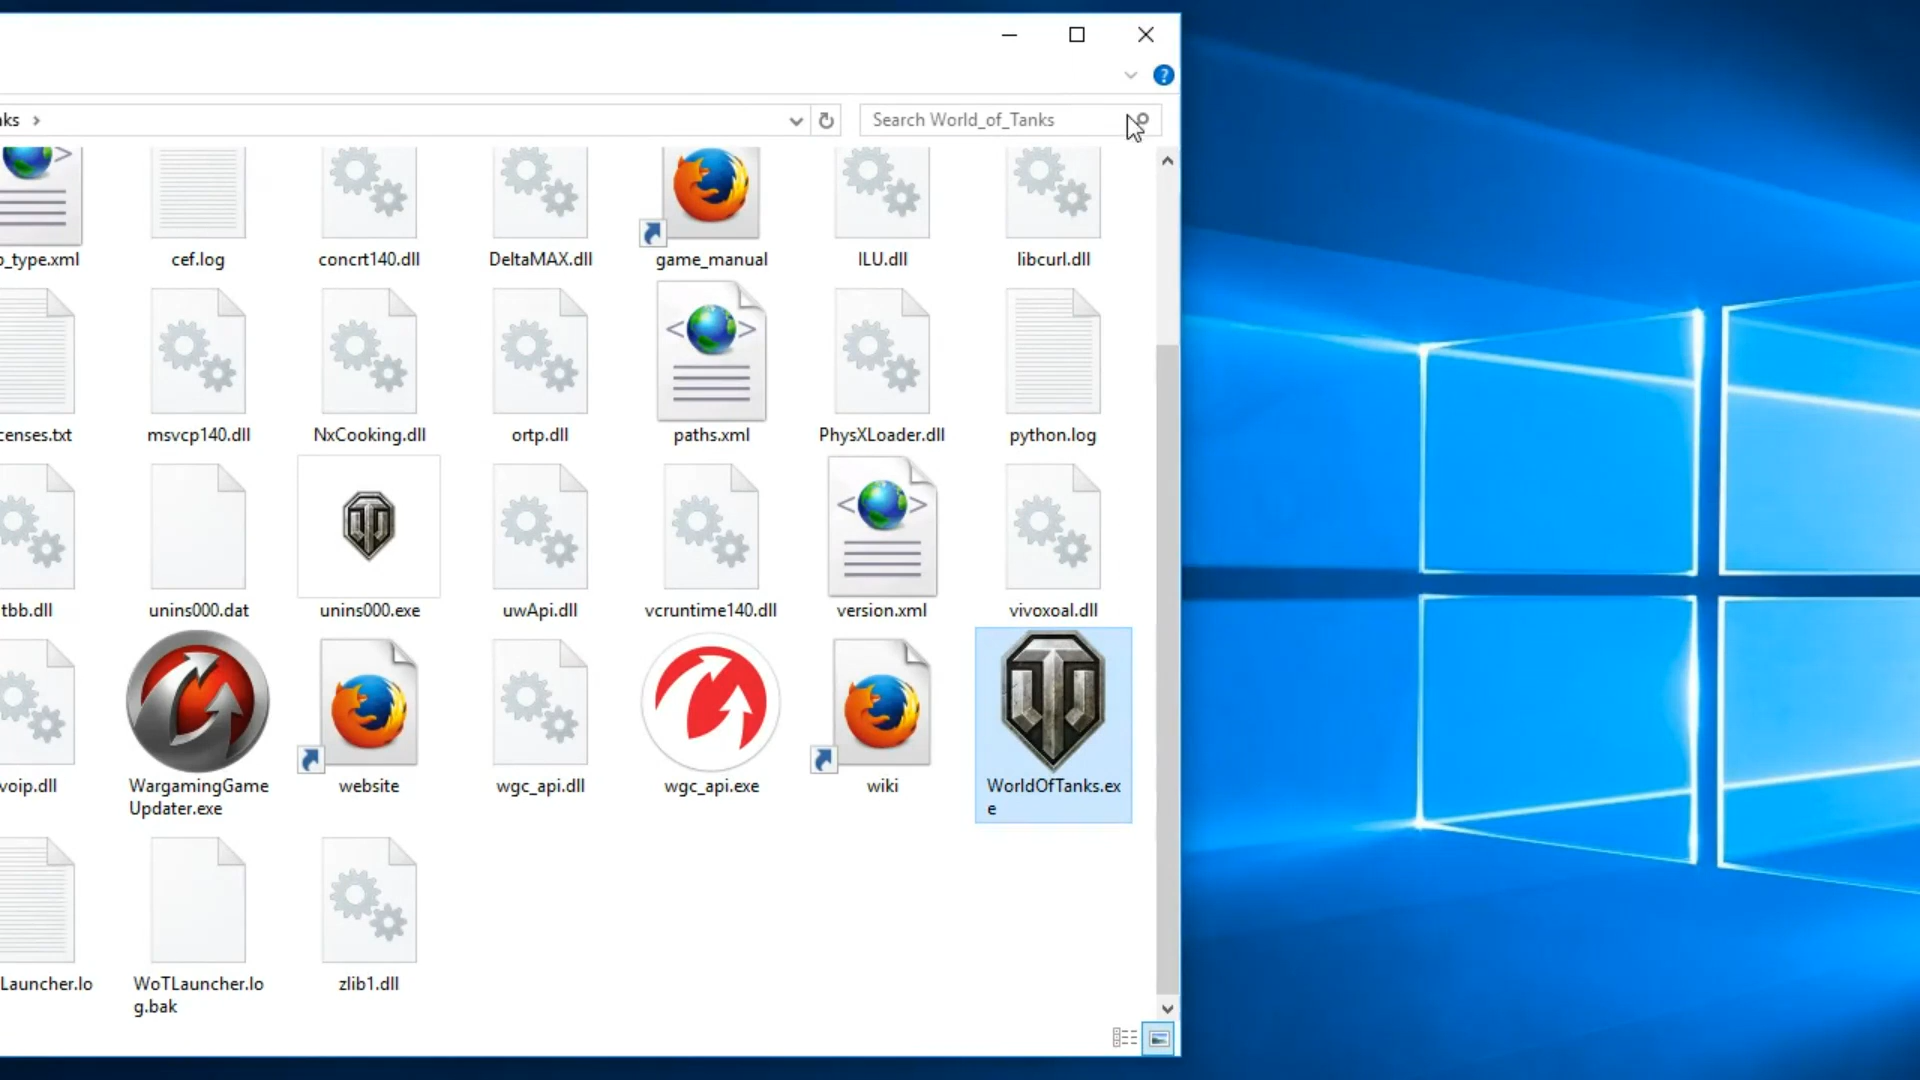 nks
Search World_of_Tanks
_type.xml
cef.log
concrt140.dll
DeltaMAX.dll
game_manual
ILU.dll
libcurl.dll
censes.txt
msvcp140.dll
NxCooking.dll
ortp.dll
paths.xml
PhysXLoader.dll
python.log
tbb.dll
unins000.dat
unins000.exe
uwApi.dll
vcruntime140.dll
version.xml
vivoxoal.dll
voip.dll
WargamingGame
Updater.exe
website
wgc_api.dll
wgc_api.exe
wiki
WorldOfTanks.ex
e
Launcher.lo
WoTLauncher.lo
g.bak
zlib1.dll